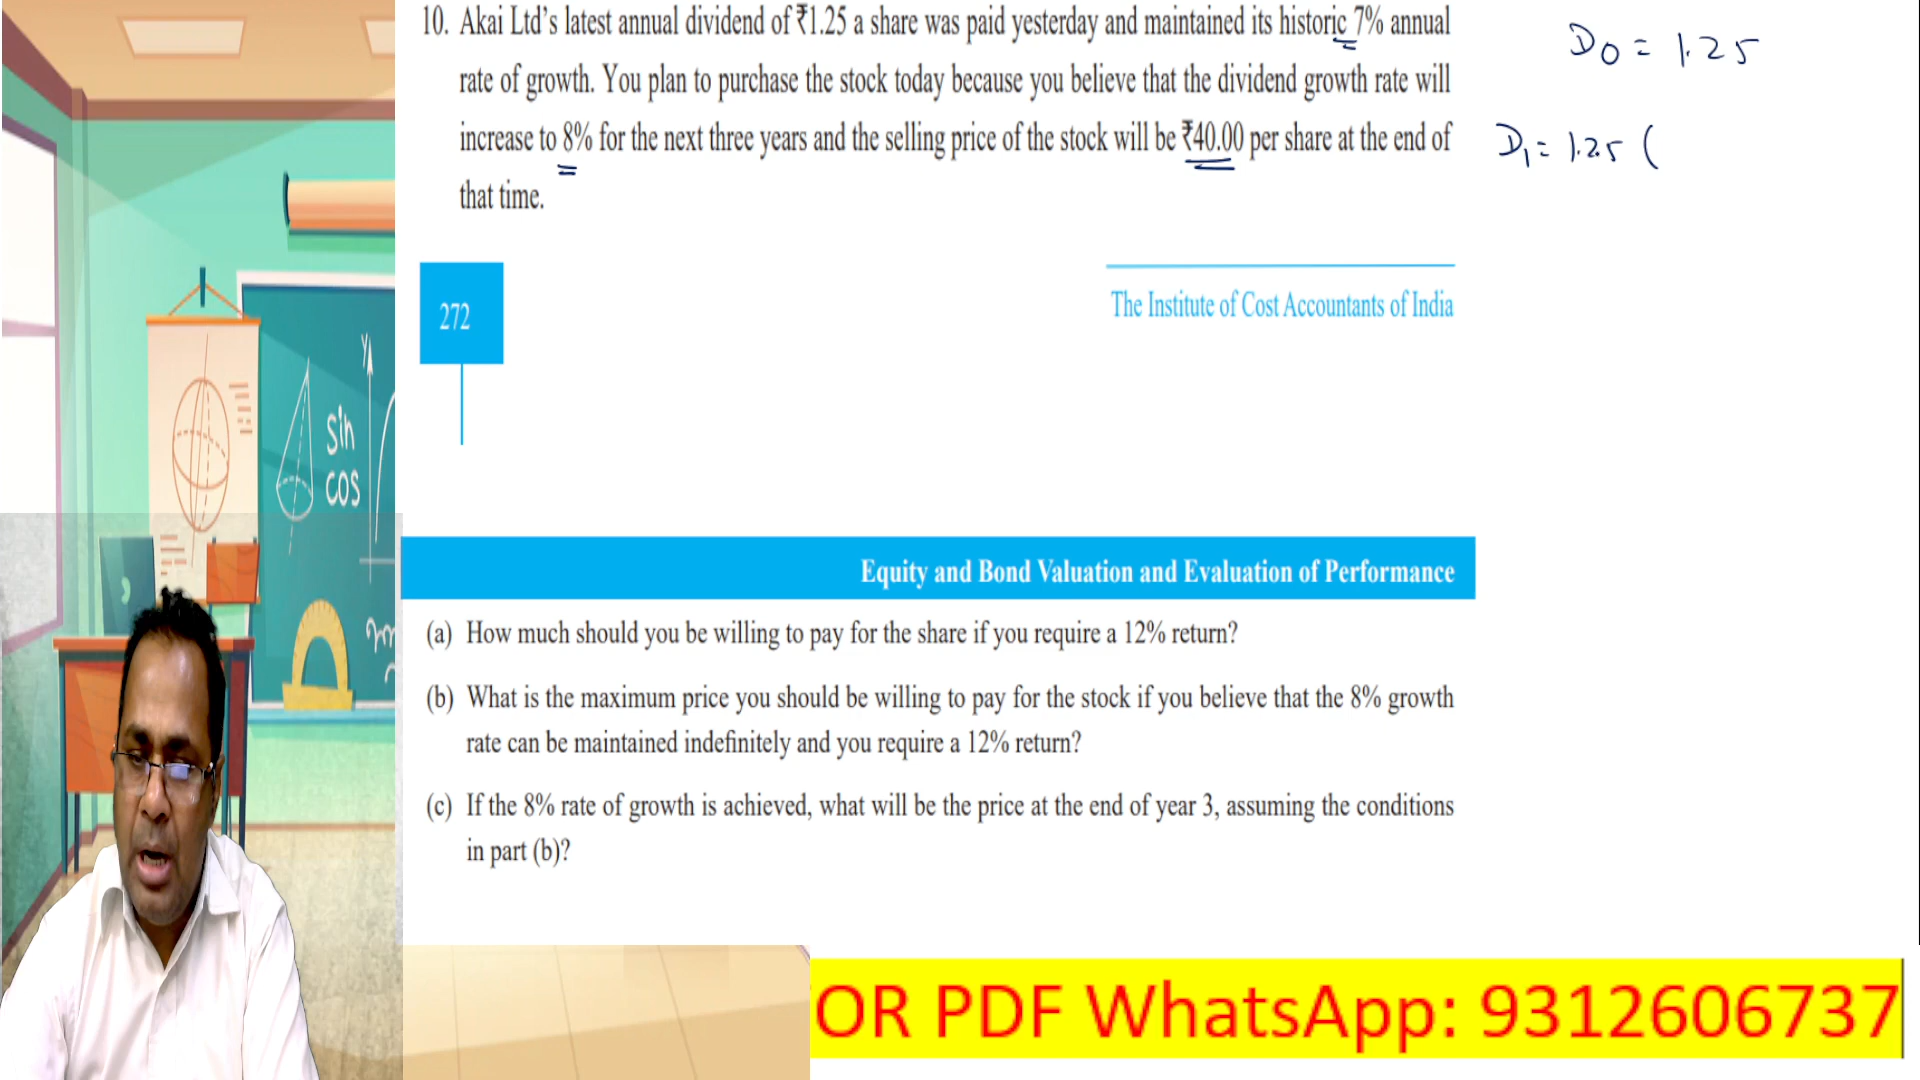 10. Akai Ltd’s latest annual dividend of ₹1.25 a share was paid yesterday and maintained its historic 7% annual
rate of growth. You plan to purchase the stock today because you believe that the dividend growth rate will
increase to 8% for the next three years and the selling price of the stock will be ₹40.00 per share at the end of
that time.
D0 = 1.25
D1 = 1.25 (
272
The Institute of Cost Accountants of India
Y
sin
cos
Equity and Bond Valuation and Evaluation of Performance
(a) How much should you be willing to pay for the share if you require a 12% return?
(b) What is the maximum price you should be willing to pay for the stock if you believe that the 8% growth
rate can be maintained indefinitely and you require a 12% return?
(c) If the 8% rate of growth is achieved, what will be the price at the end of year 3, assuming the conditions
in part (b)?
OR PDF WhatsApp: 9312606737